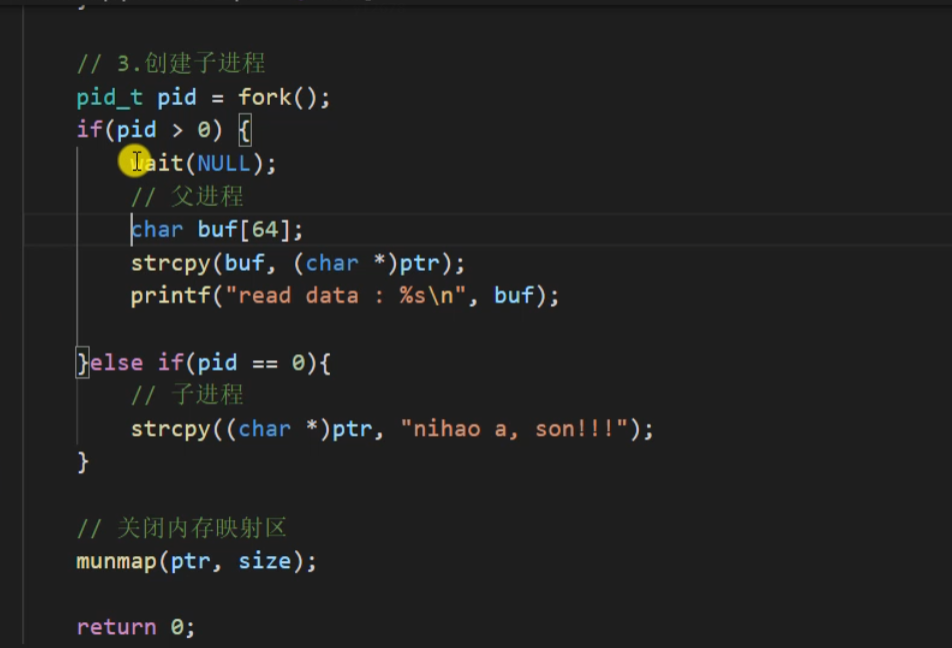 // 3.创建子进程
pid_t pid = fork();
if(pid > 0) {
wait(NULL);
// 父进程
char buf[64];
strcpy(buf, (char *)ptr);
printf("read data : %s\n", buf);
}else if(pid == 0){
// 子进程
strcpy((char *)ptr, "nihao a, son!!!");
}
// 关闭内存映射区
munmap(ptr, size);
return 0;